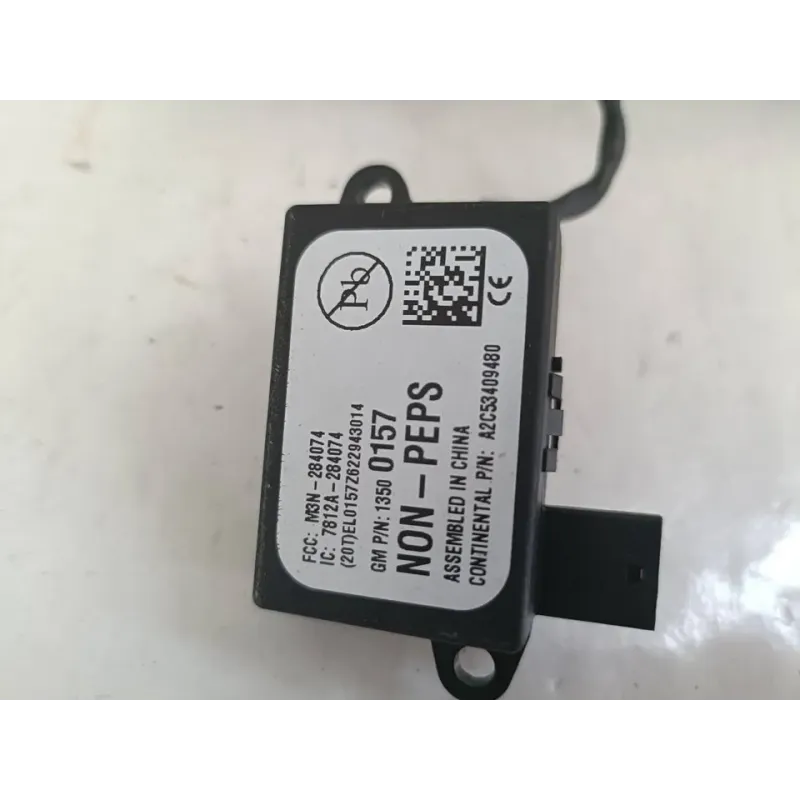 Pb
CE
FCC: M3N-284074
IC: 7812A-284074
(20T)EL0157Z622943014
GM P/N: 1350 0157
NON-PEPS
ASSEMBLED IN CHINA
CONTINENTAL P/N: A2C53409480